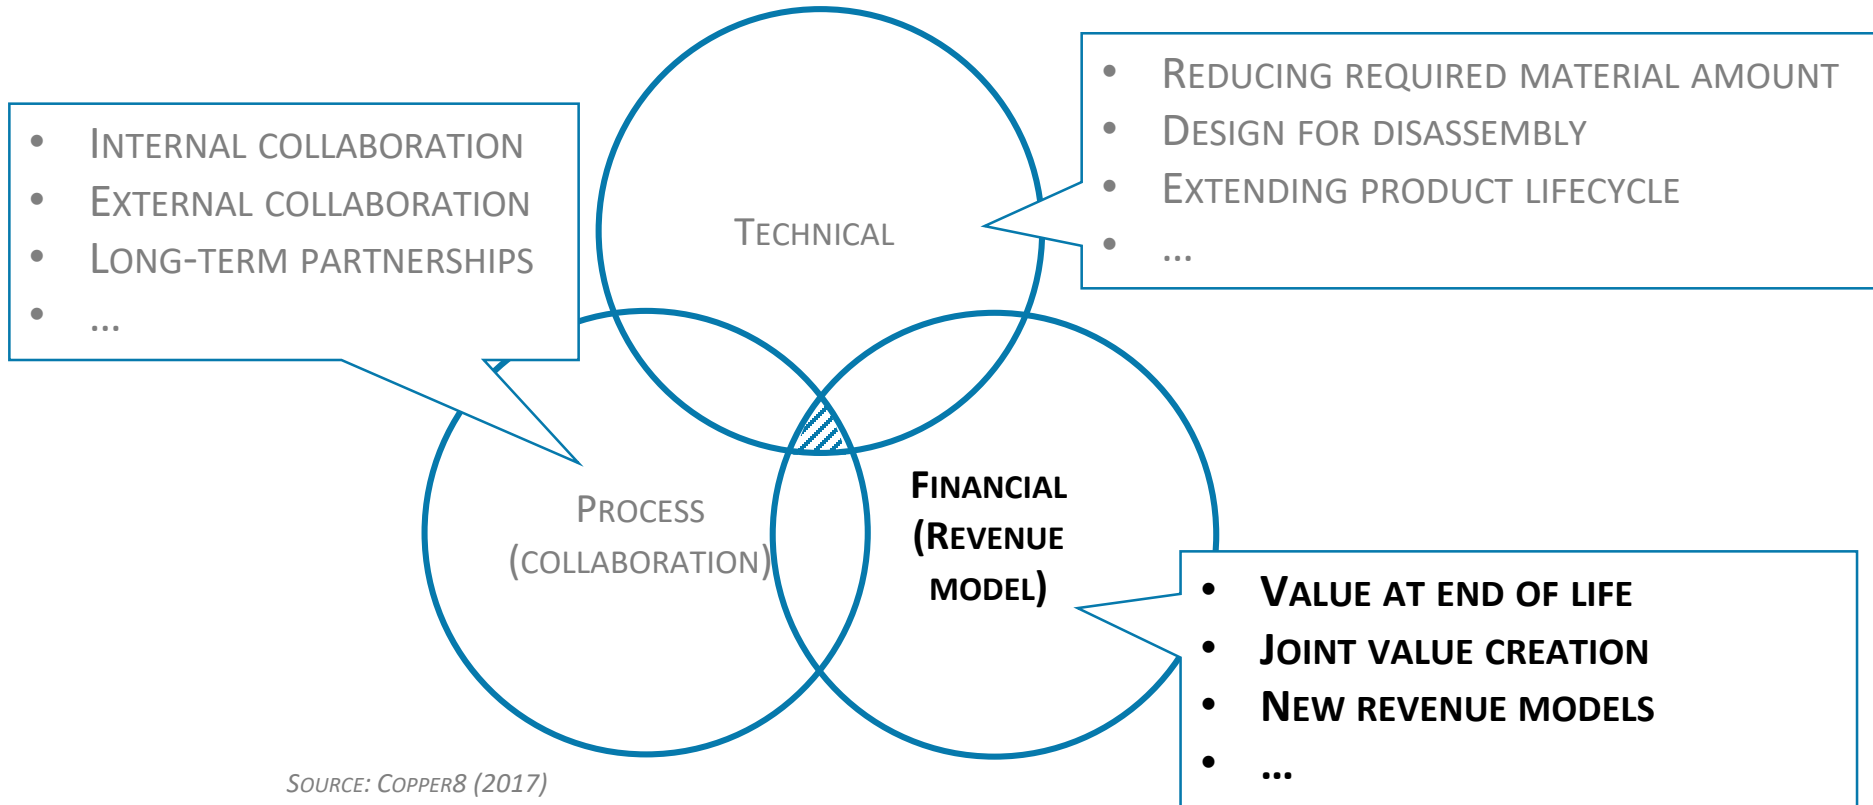 • Internal collaboration
• External collaboration
• Long-term partnerships
• ...
Technical
• Reducing required material amount
• Design for disassembly
• Extending product lifecycle
• ...
Process
(collaboration)
Financial
(Revenue
model)
• Value at end of life
• Joint value creation
• New revenue models
• ...
Source: Copper8 (2017)